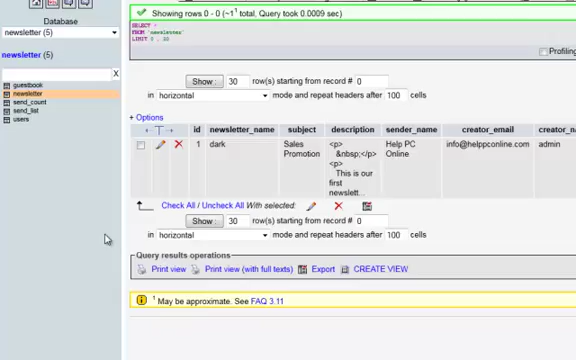 Database
newsletter (5)
newsletter (5)
X
guestbook
newsletter
send_count
send_list
users
Showing rows 0 - 0 (~1¹ total, Query took 0.0009 sec)
SELECT *
FROM `newsletter`
LIMIT 0 , 30
Profiling
Show : 30 row(s) starting from record # 0
in horizontal mode and repeat headers after 100 cells
+ Options
← T → id newsletter_name subject description sender_name creator_email creator_na
1 dark Sales Promotion <p> &nbsp;</p> <p> This is our first newslett... Help PC Online info@helppconline.com admin
Check All / Uncheck All With selected:
Show : 30 row(s) starting from record # 0
in horizontal mode and repeat headers after 100 cells
Query results operations
Print view Print view (with full texts) Export CREATE VIEW
¹ May be approximate. See FAQ 3.11